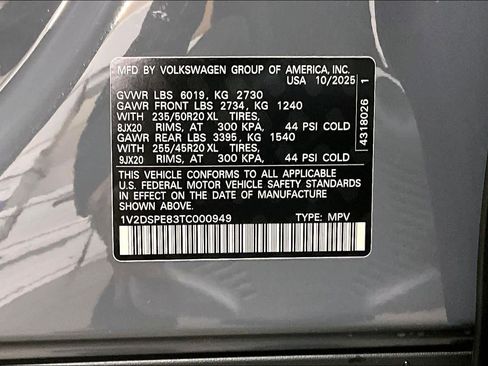 MFD BY VOLKSWAGEN GROUP OF AMERICA, INC.
USA 10/2025
GVWR LBS 6019, KG 2730
GAWR FRONT LBS 2734, KG 1240
WITH 235/50R20 XL TIRES,
8JX20 RIMS, AT 300 KPA, 44 PSI COLD
GAWR REAR LBS 3395, KG 1540
WITH 255/45R20 XL TIRES,
9JX20 RIMS, AT 300 KPA, 44 PSI COLD
THIS VEHICLE CONFORMS TO ALL APPLICABLE
U.S. FEDERAL MOTOR VEHICLE SAFETY STANDARDS
IN EFFECT ON THE DATE OF MANUFACTURE
SHOWN ABOVE.
1V2DSPE83TC000949 TYPE: MPV
4318026 1